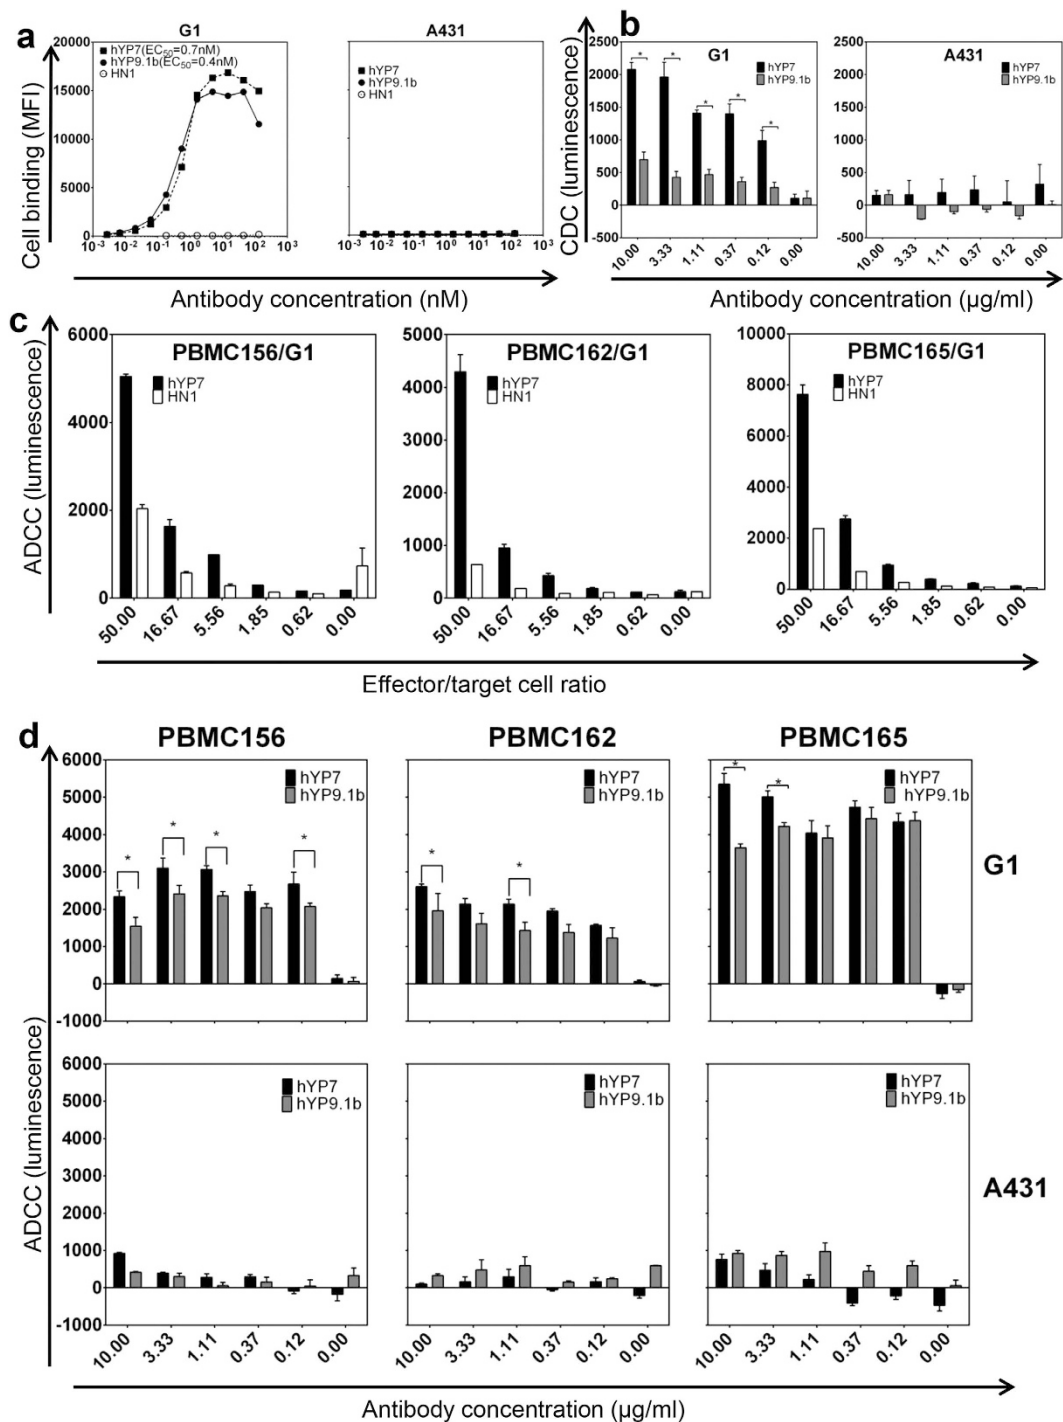 a
G1
A431
20000
15000
10000
5000
0
hYP7(EC50=0.7nM)
hYP9.1b(EC50=0.4nM)
HN1
hYP7
hYP9.1b
HN1
10-3 10-2 10-1 100 101 102 103
10-3 10-2 10-1 100 101 102 103
Cell binding (MFI)
Antibody concentration (nM)
b
G1
A431
2500
2000
1500
1000
500
0
-500
2500
2000
1500
1000
500
0
-500
hYP7
hYP9.1b
hYP7
hYP9.1b
* * * * *
10.00 3.33 1.11 0.37 0.12 0.00
10.00 3.33 1.11 0.37 0.12 0.00
CDC (luminescence)
Antibody concentration (µg/ml)
c
PBMC156/G1
PBMC162/G1
PBMC165/G1
hYP7
HN1
hYP7
HN1
hYP7
HN1
6000
4000
2000
0
5000
4000
3000
2000
1000
0
10000
8000
6000
4000
2000
0
50.00 16.67 5.56 1.85 0.62 0.00
50.00 16.67 5.56 1.85 0.62 0.00
50.00 16.67 5.56 1.85 0.62 0.00
ADCC (luminescence)
Effector/target cell ratio
d
PBMC156
PBMC162
PBMC165
6000
5000
4000
3000
2000
1000
0
-1000
hYP7
hYP9.1b
hYP7
hYP9.1b
hYP7
hYP9.1b
* * * *
* *
* *
G1
6000
5000
4000
3000
2000
1000
0
-1000
hYP7
hYP9.1b
hYP7
hYP9.1b
hYP7
hYP9.1b
A431
10.00 3.33 1.11 0.37 0.12 0.00
10.00 3.33 1.11 0.37 0.12 0.00
10.00 3.33 1.11 0.37 0.12 0.00
ADCC (luminescence)
Antibody concentration (µg/ml)